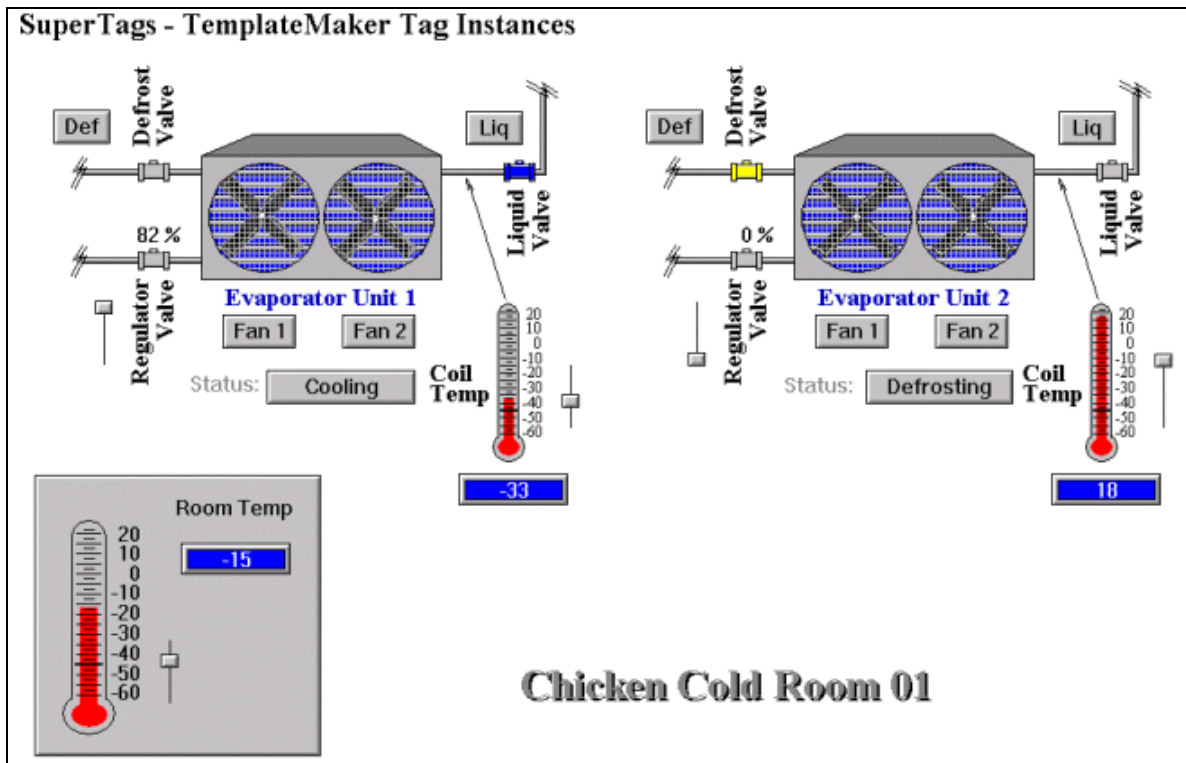 SuperTags - TemplateMaker Tag Instances
Def
Defrost
Valve
Liq
Liquid
Valve
82 %
Regulator
Valve
0
Evaporator Unit 1
Fan 1
Fan 2
Status:
Cooling
Coil
Temp
20
10
0
-10
-20
-30
-40
-50
-60
-33
Def
Defrost
Valve
Liq
Liquid
Valve
0 %
Regulator
Valve
Evaporator Unit 2
Fan 1
Fan 2
Status:
Defrosting
Coil
Temp
20
10
0
-10
-20
-30
-40
-50
-60
18
Room Temp
-15
20
10
0
-10
-20
-30
-40
-50
-60
Chicken Cold Room 01